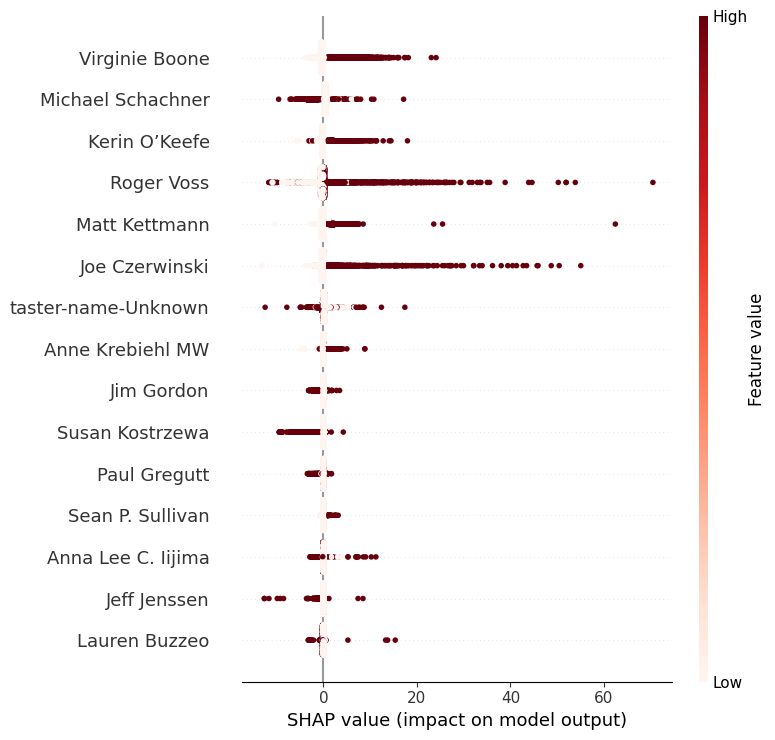 High
Virginie Boone
Michael Schachner
Kerin O’Keefe
Roger Voss
Matt Kettmann
Joe Czerwinski
taster-name-Unknown
Anne Krebiehl MW
Jim Gordon
Susan Kostrzewa
Paul Gregutt
Sean P. Sullivan
Anna Lee C. Iijima
Jeff Jenssen
Lauren Buzzeo
Feature value
Low
0 20 40 60
SHAP value (impact on model output)